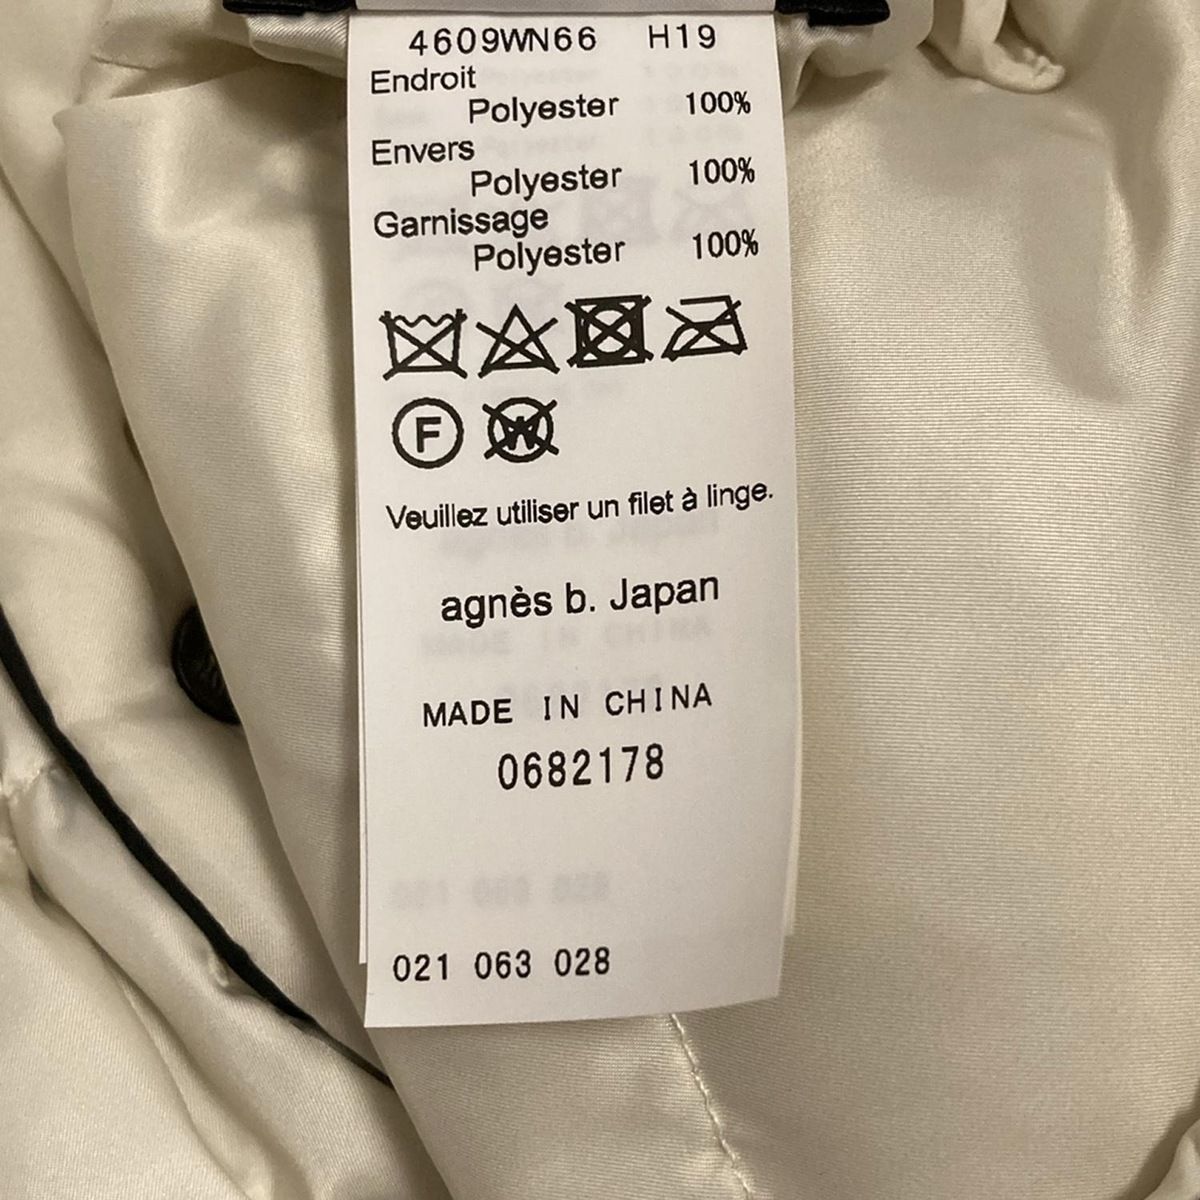 4609WN66 H19
Endroit
Polyester 100%
Envers
Polyester 100%
Garnissage
Polyester 100%
F W
Veuillez utiliser un filet à linge.
agnès b. Japan
MADE IN CHINA
0682178
021 063 028